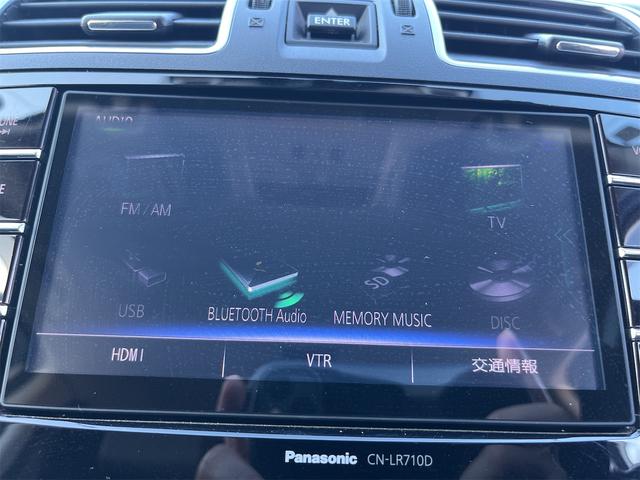 ENTER
AUDIO
FM/AM
TV
USB
BLUETOOTH Audio
SD
MEMORY MUSIC
DISC
HDMI
VTR
交通情報
Panasonic CN-LR710D